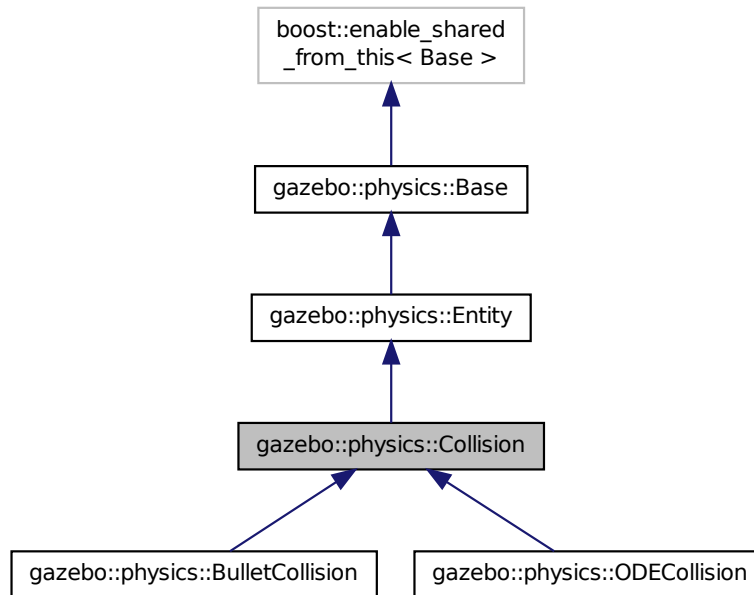 boost::enable_shared
_from_this< Base >
gazebo::physics::Base
gazebo::physics::Entity
gazebo::physics::Collision
gazebo::physics::BulletCollision
gazebo::physics::ODECollision